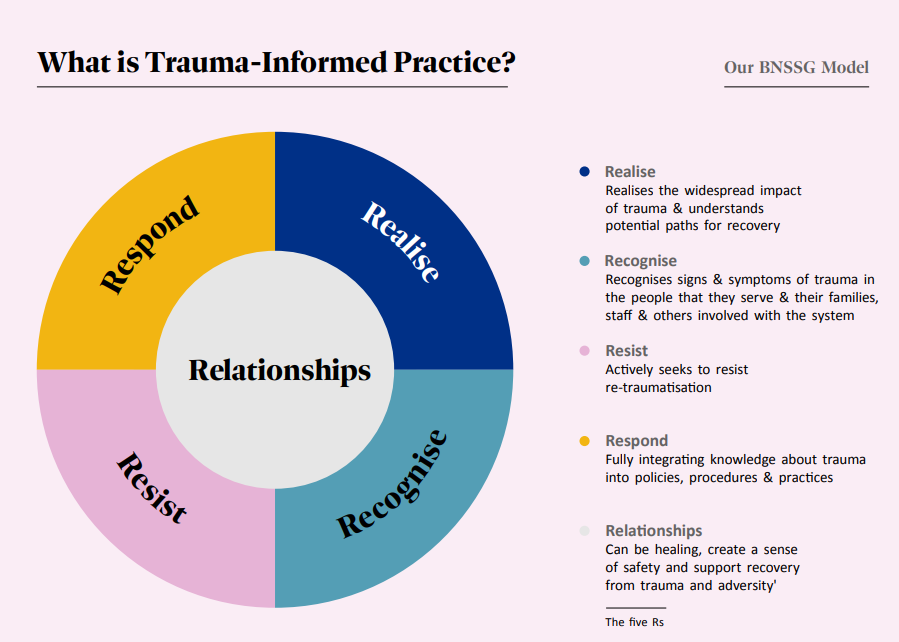 What is Trauma-Informed Practice?
Our BNSSG Model
Respond
Realise
Relationships
Resist
Recognise
Realise
Realises the widespread impact
of trauma & understands
potential paths for recovery
Recognise
Recognises signs & symptoms of trauma in
the people that they serve & their families,
staff & others involved with the system
Resist
Actively seeks to resist
re-traumatisation
Respond
Fully integrating knowledge about trauma
into policies, procedures & practices
Relationships
Can be healing, create a sense
of safety and support recovery
from trauma and adversity'
The five Rs